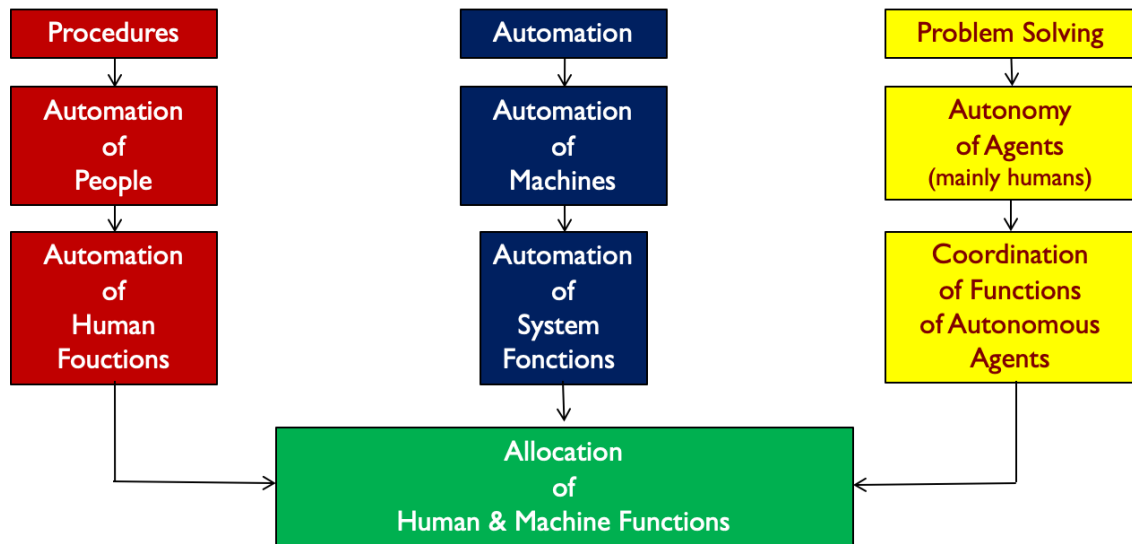 Procedures
Automation
of
People
Automation
of
Human
Fouctions
Automation
Automation
of
Machines
Automation
of
System
Fonctions
Problem Solving
Autonomy
of Agents
(mainly humans)
Coordination
of Functions
of Autonomous
Agents
Allocation
of
Human & Machine Functions